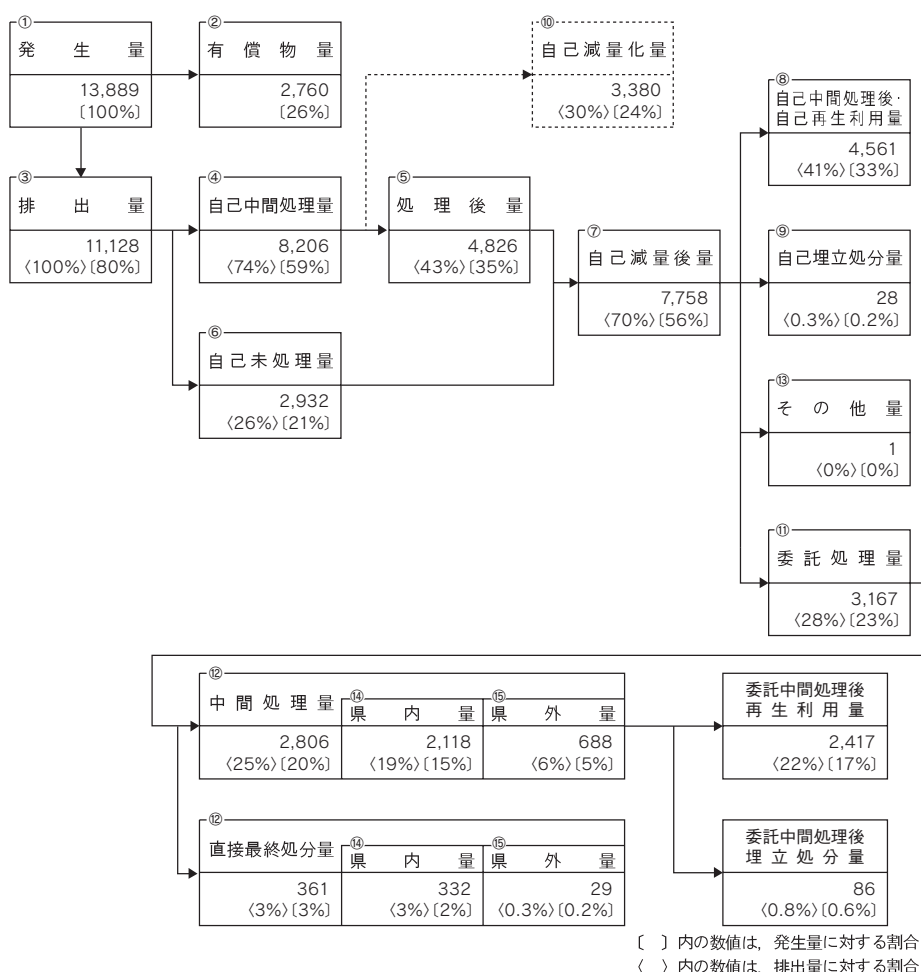 ①
発生量
13,889
〔100%〕
②
有償物量
2,760
〔26%〕
⑩
自己減量化量
3,380
〈30%〉〔24%〕
⑧
自己中間処理後・
自己再生利用量
4,561
〈41%〉〔33%〕
③
排出量
11,128
〈100%〉〔80%〕
④
自己中間処理量
8,206
〈74%〉〔59%〕
⑤
処理後量
4,826
〈43%〉〔35%〕
⑦
自己減量後量
7,758
〈70%〉〔56%〕
⑨
自己埋立処分量
28
〈0.3%〉〔0.2%〕
⑥
自己未処理量
2,932
〈26%〉〔21%〕
⑬
その他量
1
〈0%〉〔0%〕
⑪
委託処理量
3,167
〈28%〉〔23%〕
⑫
中間処理量
2,806
〈25%〉〔20%〕
⑭
県内量
2,118
〈19%〉〔15%〕
⑮
県外量
688
〈6%〉〔5%〕
委託中間処理後
再生利用量
2,417
〈22%〉〔17%〕
⑫
直接最終処分量
361
〈3%〉〔3%〕
⑭
県内量
332
〈3%〉〔2%〕
⑮
県外量
29
〈0.3%〉〔0.2%〕
委託中間処理後
埋立処分量
86
〈0.8%〉〔0.6%〕
〔 〕内の数値は，発生量に対する割合
〈 〉内の数値は，排出量に対する割合